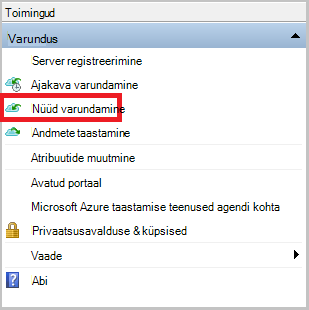 Toimingud
Varundus
Server registreerimine
Ajakava varundamine
Nüüd varundamine
Andmete taastamine
Atribuutide muutmine
Avatud portaal
Microsoft Azure taastamise teenused agendi kohta
Privaatsusavalduse & küpsised
Vaade
Abi